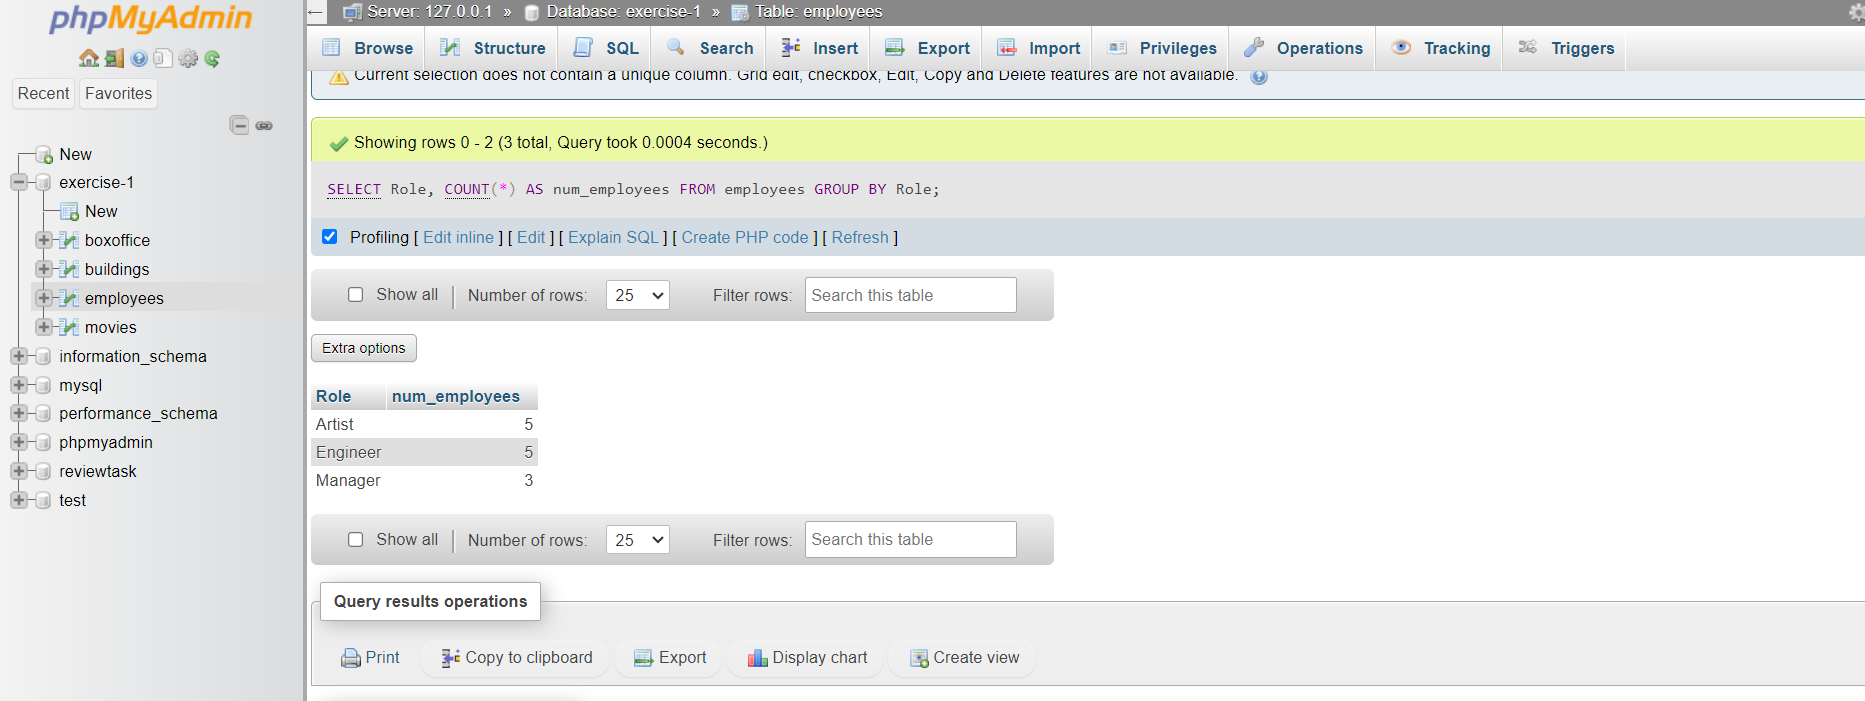 phpMyAdmin
Recent Favorites
New
exercise-1
New
boxoffice
buildings
employees
movies
information_schema
mysql
performance_schema
phpmyadmin
reviewtask
test
Server: 127.0.0.1 » Database: exercise-1 » Table: employees
Browse Structure SQL Search Insert Export Import Privileges Operations Tracking Triggers
Current selection does not contain a unique column. Grid edit, checkbox, Edit, Copy and Delete features are not available.
Showing rows 0 - 2 (3 total, Query took 0.0004 seconds.)
SELECT Role, COUNT(*) AS num_employees FROM employees GROUP BY Role;
Profiling [ Edit inline ] [ Edit ] [ Explain SQL ] [ Create PHP code ] [ Refresh ]
Show all | Number of rows: 25 Filter rows: Search this table
Extra options
Role num_employees
Artist 5
Engineer 5
Manager 3
Show all | Number of rows: 25 Filter rows: Search this table
Query results operations
Print Copy to clipboard Export Display chart Create view